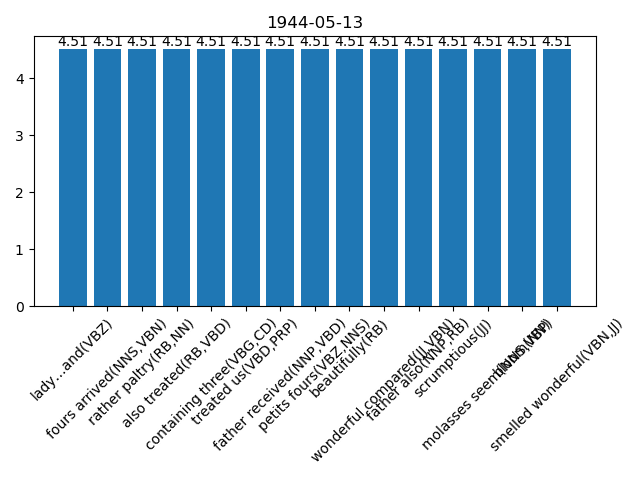 1944-05-13
4.51 4.51 4.51 4.51 4.51 4.51 4.51 4.51 4.51 4.51 4.51 4.51 4.51 4.51 4.51
4
3
2
1
0
lady...and(VBZ)
fours arrived(NNS,VBN)
rather paltry(RB,NN)
also treated(RB,VBD)
containing three(VBG,CD)
treated us(VBD,PRP)
father received(NNP,VBD)
petits fours(VBZ,NNS)
beautifully(RB)
wonderful compared(JJ,VBN)
father also(NNP,RB)
scrumptious(JJ)
molasses seem(NNS,VBP)
smelled wonderful(VBN,JJ)